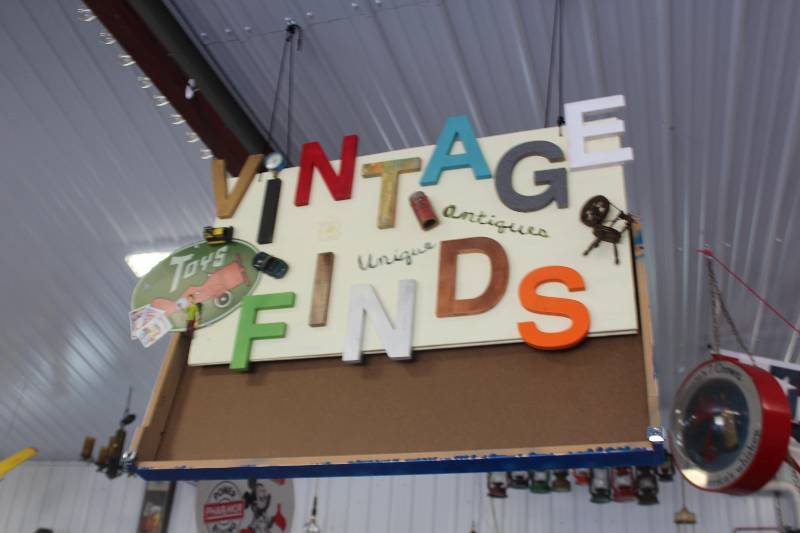 VINTAGE
Antiques
Unique
FINDS
TOYS